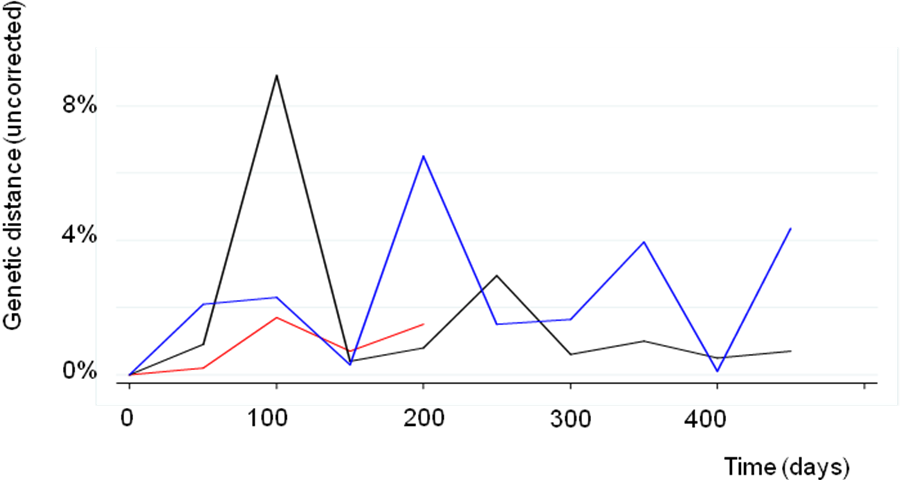 Genetic distance (uncorrected)
8%
4%
0%
0 100 200 300 400
Time (days)